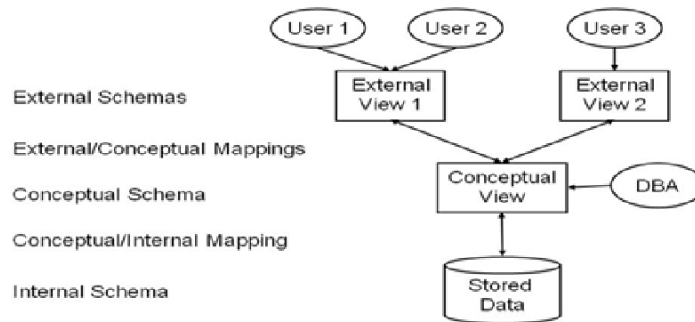 User 1
User 2
User 3
External Schemas
External
View 1
External
View 2
External/Conceptual Mappings
Conceptual Schema
Conceptual
View
DBA
Conceptual/Internal Mapping
Internal Schema
Stored
Data